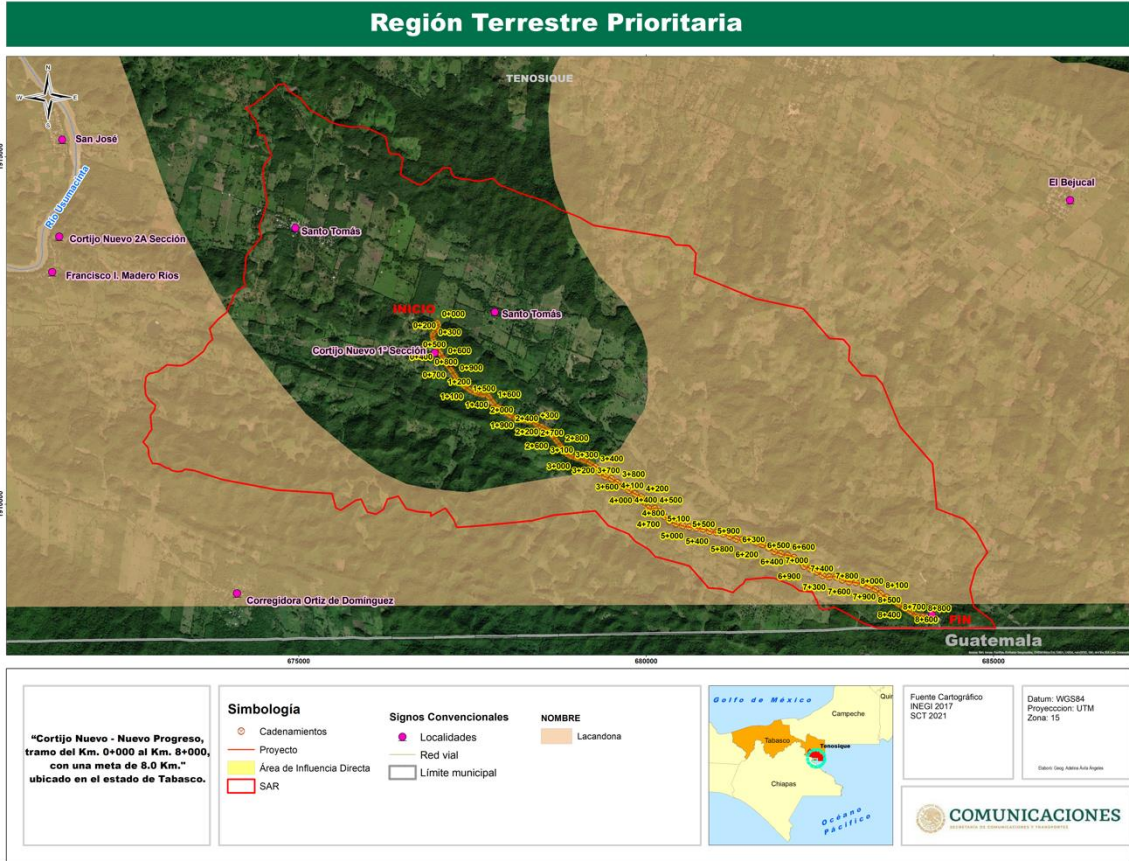 Región Terrestre Prioritaria
N
W
E
S
TENOSIQUE
San José
Río Usumacinta
El Bejucal
Santo Tomás
Cortijo Nuevo 2A Sección
Francisco I. Madero Ríos
INICIO
0+000
Santo Tomás
0+200
0+300
0+500
Cortijo Nuevo 1ª Sección
0+600
0+400
0+800
0+900
0+700
1+200
1+500
1+100
1+800
1+400
2+000
2+400
+300
1+900
2+200
2+700
2+800
2+600
3+100
3+300
3+400
3+000
3+200
3+700
3+800
3+600
4+100
4+200
4+000
4+400
4+500
4+800
4+700
5+100
5+500
5+900
5+000
5+400
6+300
6+500
6+600
5+800
6+200
6+400
7+000
7+400
6+900
7+800
8+000
8+100
7+300
7+600
7+900
8+500
8+400
8+700
8+800
8+600
FIN
Corregidora Ortiz de Domínguez
Guatemala
675000
680000
685000
"Cortijo Nuevo - Nuevo Progreso,
tramo del Km. 0+000 al Km. 8+000,
con una meta de 8.0 Km."
ubicado en el estado de Tabasco.
Simbología
Cadenamientos
Proyecto
Área de Influencia Directa
SAR
Signos Convencionales
Localidades
Red vial
Límite municipal
NOMBRE
Lacandona
Golfo de México
Quin
Campeche
Tabasco
Tenosique
Chiapas
Océano
Pácifico
Fuente Cartográfico
INEGI 2017
SCT 2021
Datum: WGS84
Proyecccion: UTM
Zona: 15
COMUNICACIONES
SECRETARÍA DE COMUNICACIONES Y TRANSPORTES